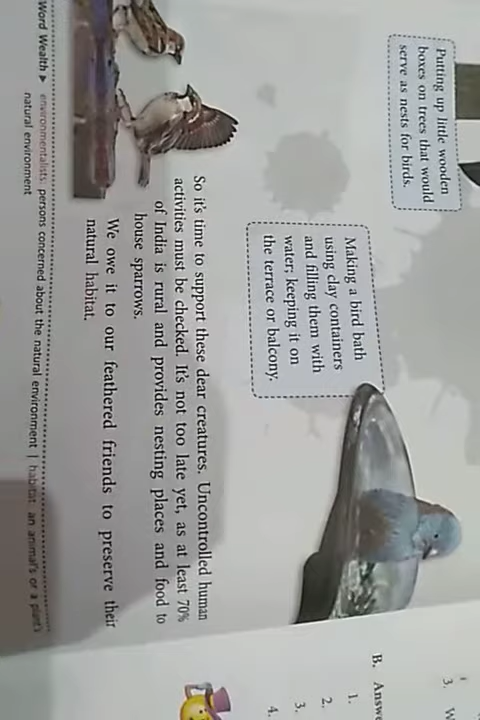 Putting up little wooden
boxes on trees that would
serve as nests for birds.
Making a bird bath
using clay containers
and filling them with
water; keeping it on
the terrace or balcony.
So it's time to support these dear creatures. Uncontrolled human
activities must be checked. It's not too late yet, as at least 70%
of India is rural and provides nesting places and food to
house sparrows.
We owe it to our feathered friends to preserve their
natural habitat.
Word Wealth ▶ environmentalists: persons concerned about the natural environment | habitat: an animal's or a plant's
natural environment
3.
B. Answe
1.
2.
3.
4.